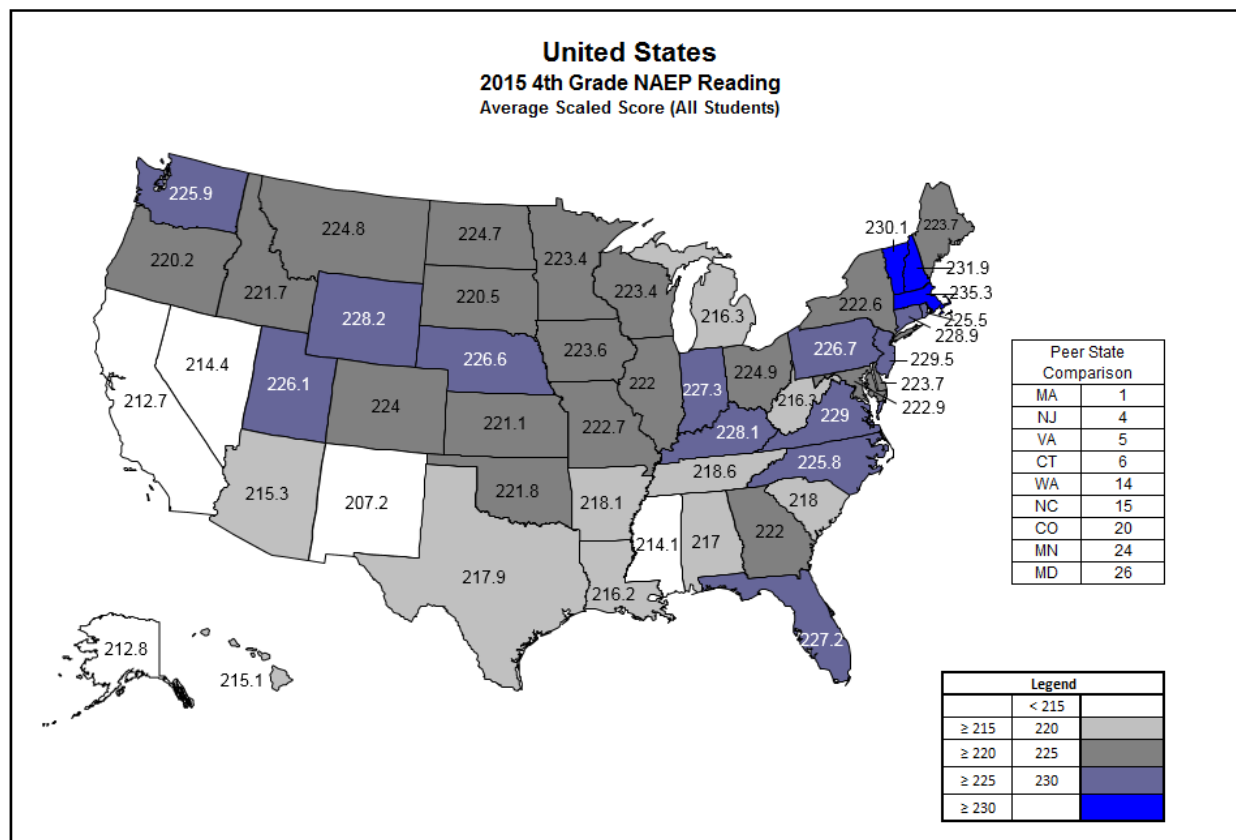 United States
2015 4th Grade NAEP Reading
Average Scaled Score (All Students)
225.9
224.8
224.7
223.4
230.1
223.7
220.2
221.7
220.5
223.4
216.3
222.6
231.9
235.3
225.5
228.9
228.2
226.6
223.6
226.7
229.5
214.4
226.1
222
227.3
224.9
223.7
222.9
212.7
224
221.1
222.7
216.3
229
228.1
225.8
215.3
207.2
221.8
218.1
218.6
218
214.1
217
222
217.9
216.2
227.2
212.8
215.1
Peer State
Comparison
MA 1
NJ 4
VA 5
CT 6
WA 14
NC 15
CO 20
MN 24
MD 26
Legend
< 215
≥ 215 220
≥ 220 225
≥ 225 230
≥ 230